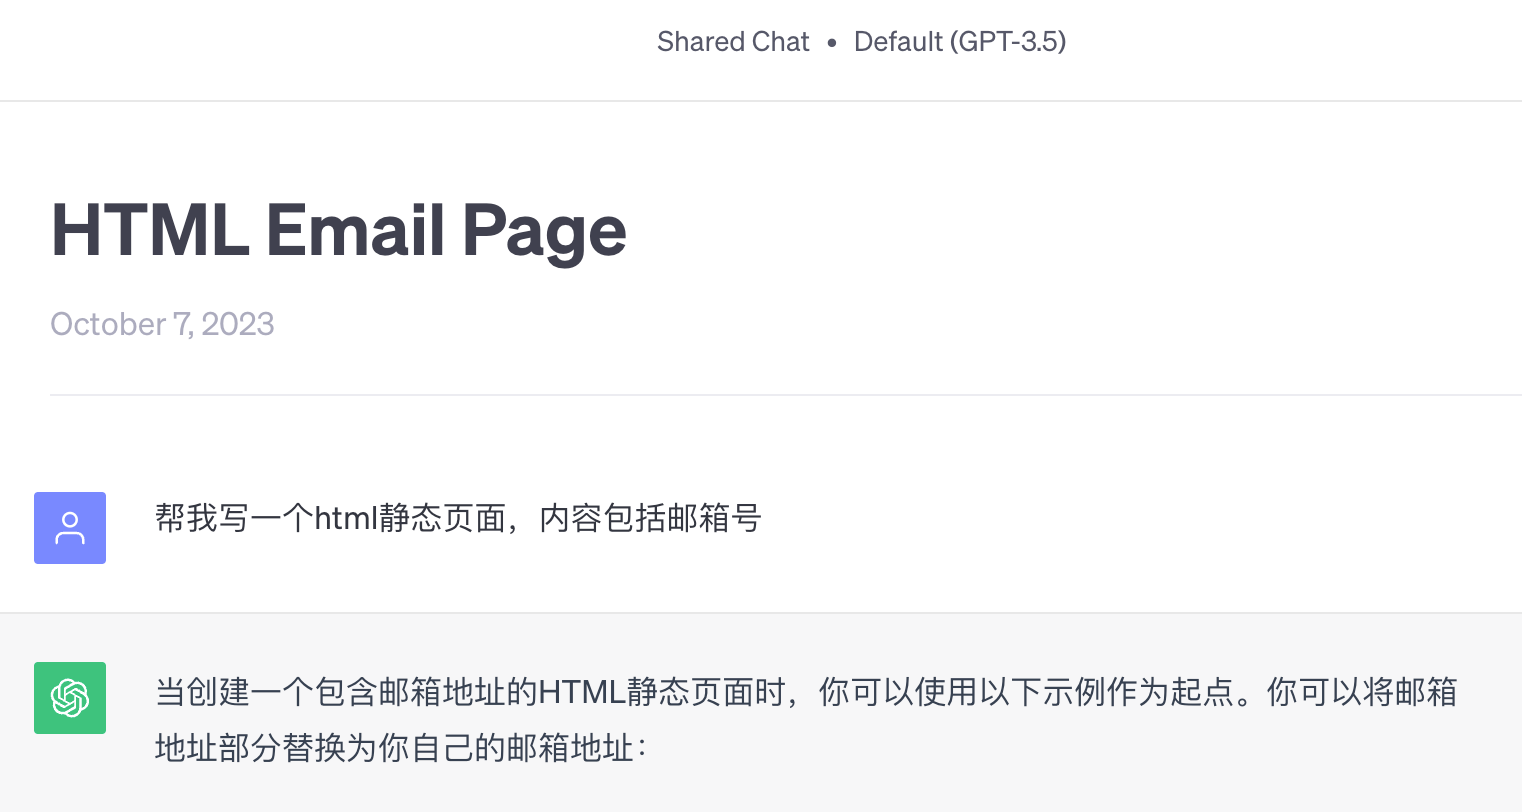 Shared Chat • Default (GPT-3.5)
HTML Email Page
October 7, 2023
帮我写一个html静态页面，内容包括邮箱号
当创建一个包含邮箱地址的HTML静态页面时，你可以使用以下示例作为起点。你可以将邮箱
地址部分替换为你自己的邮箱地址：